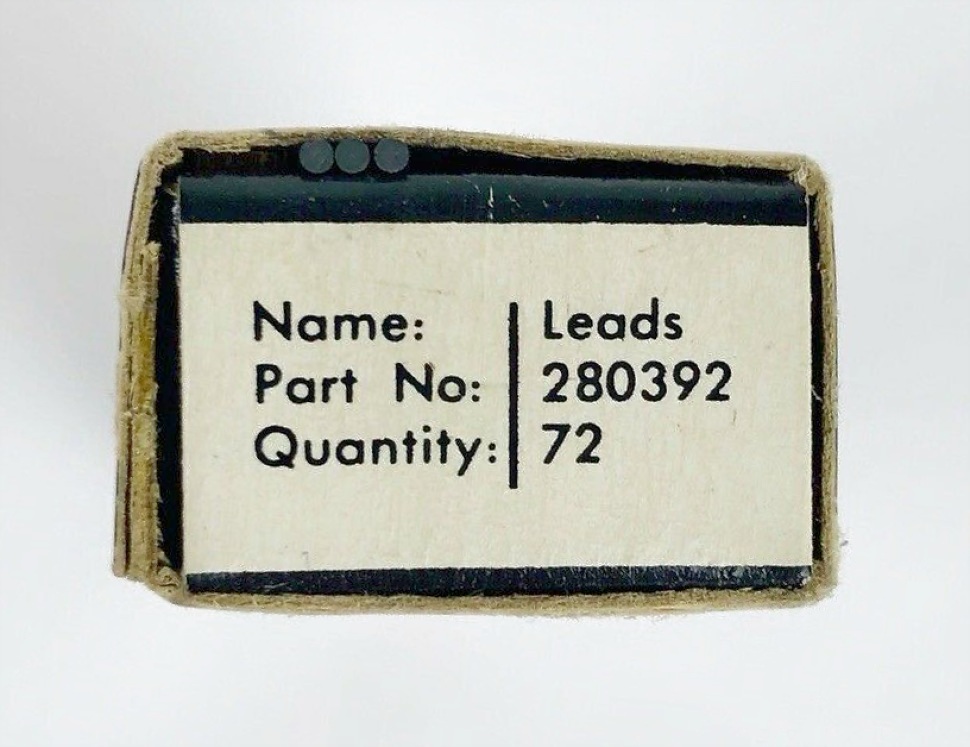 Name: Leads
Part No: 280392
Quantity: 72